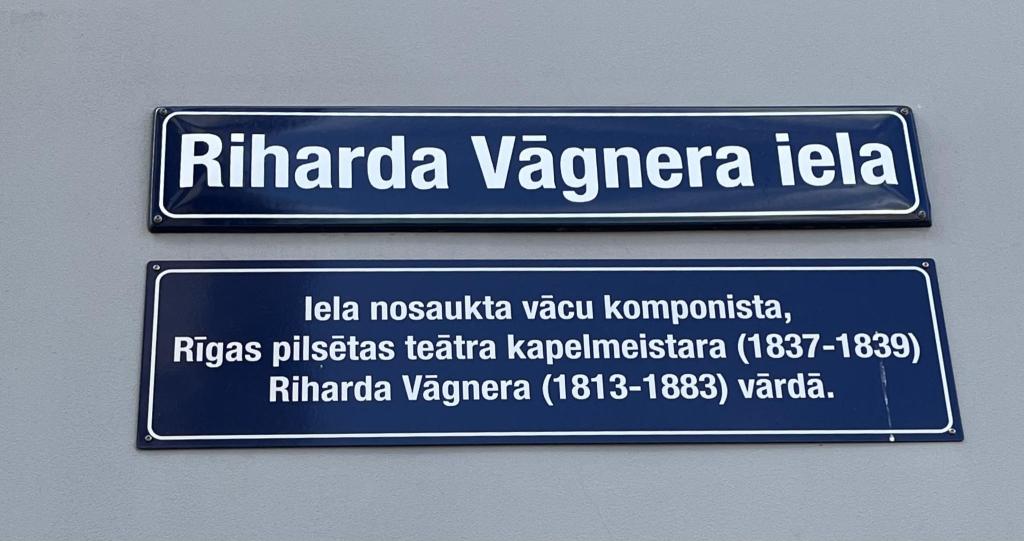 Riharda Vāgnera iela
Iela nosaukta vācu komponista,
Rīgas pilsētas teātra kapelmeistara (1837-1839)
Riharda Vāgnera (1813-1883) vārdā.